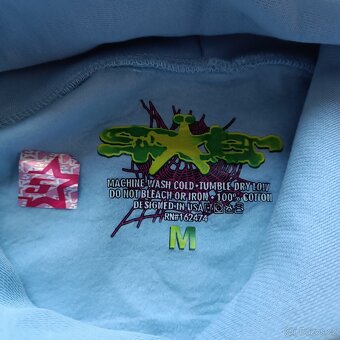 MACHINE WASH COLD • TUMBLE DRY LOW
DO NOT BLEACH OR IRON • 100% COTTON
DESIGNED IN USA
RN#162474
M